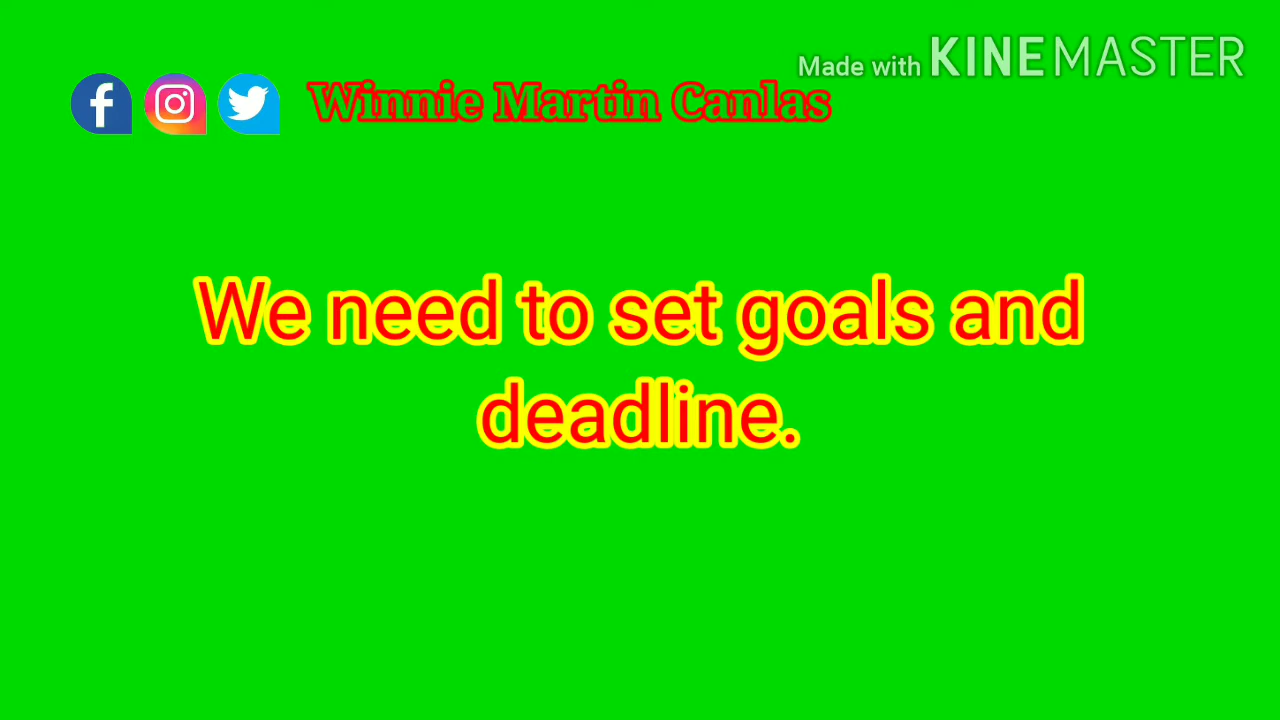 Made with KINEMASTER
Winnie Martin Canlas
We need to set goals and
deadline.